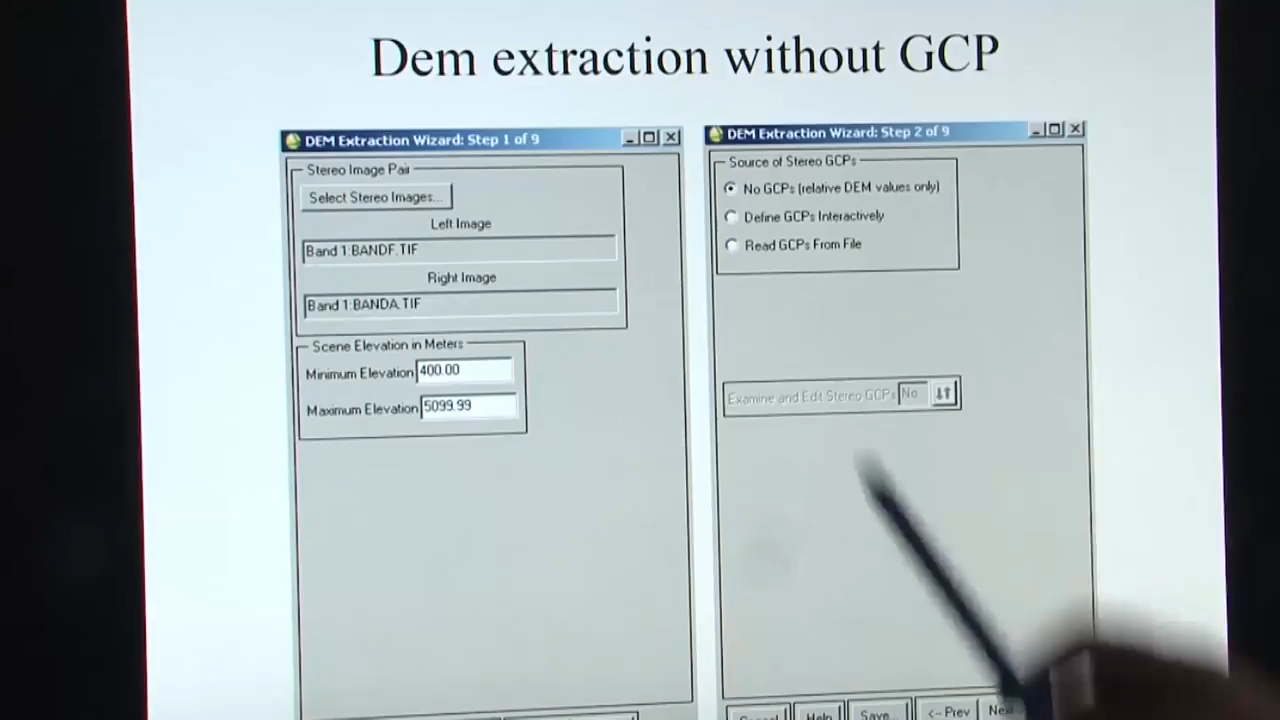 Dem extraction without GCP
DEM Extraction Wizard: Step 1 of 9
Stereo Image Pair
Select Stereo Images...
Left Image
Band 1:BANDF.TIF
Right Image
Band 1:BANDA.TIF
Scene Elevation in Meters
Minimum Elevation 400.00
Maximum Elevation 5099.99
DEM Extraction Wizard: Step 2 of 9
Source of Stereo GCPs
No GCPs (relative DEM values only)
Define GCPs Interactively
Read GCPs From File
Examine and Edit Stereo GCPs No
Help
Save...
<-- Prev